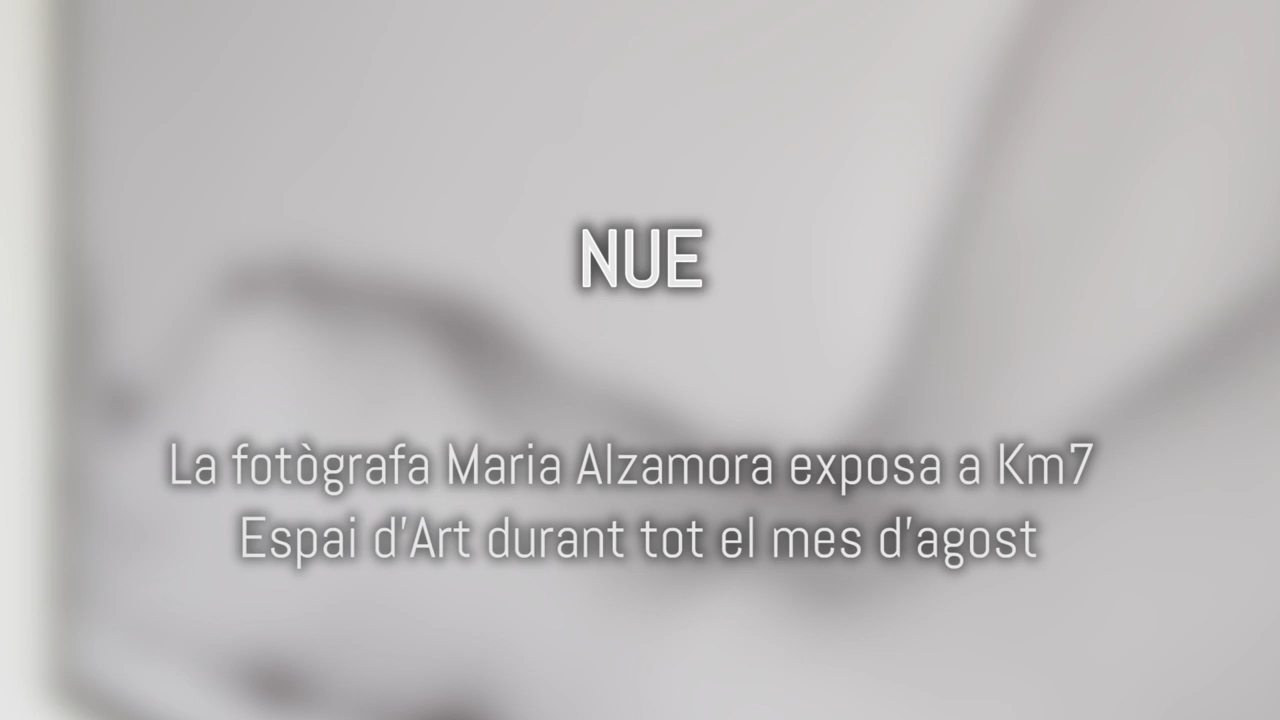 NUE
La fotògrafa Maria Alzamora exposa a Km7
Espai d'Art durant tot el mes d'agost